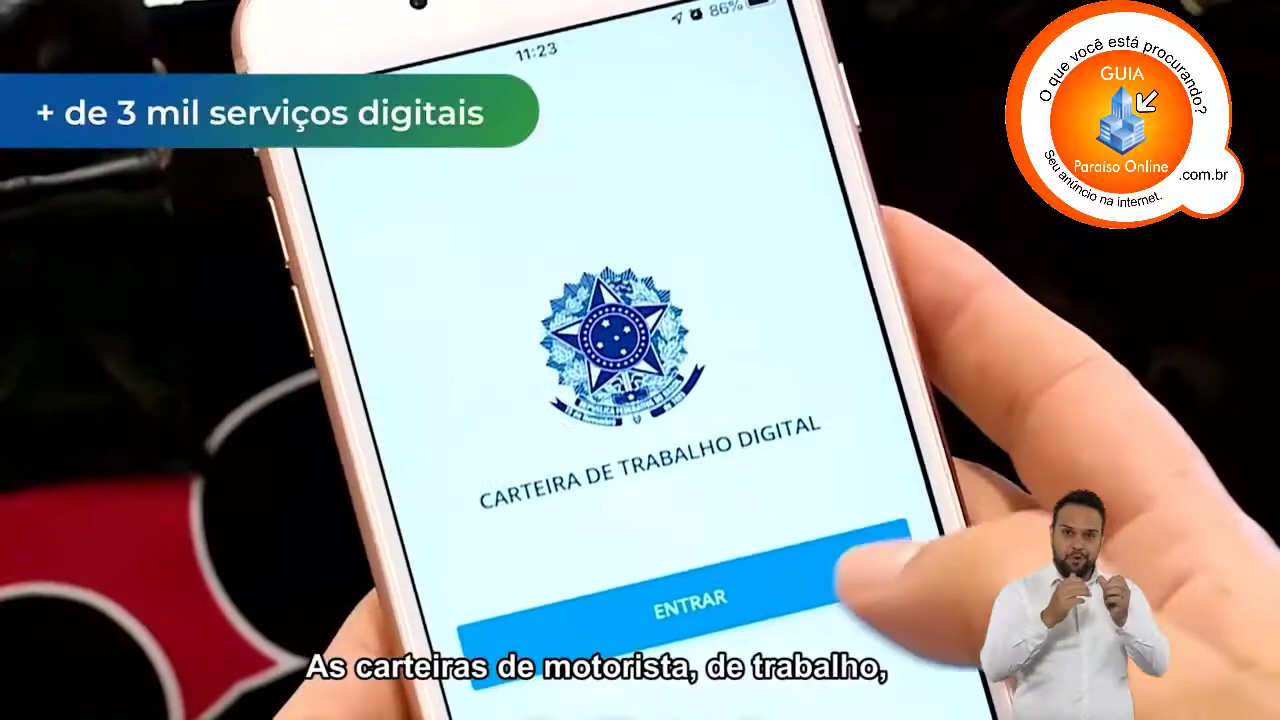 11:23
86%
+ de 3 mil serviços digitais
O que você está procurando?
GUIA
Paraíso Online
.com.br
Seu anúncio na internet.
CARTEIRA DE TRABALHO DIGITAL
ENTRAR
As carteiras de motorista, de trabalho,